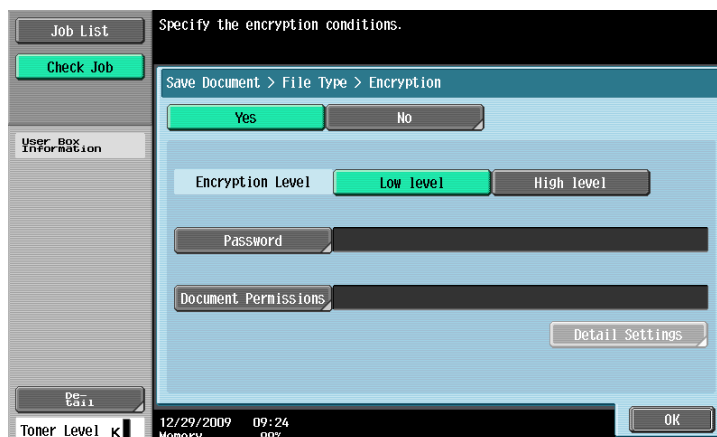 Job List
Specify the encryption conditions.
Check Job
Save Document > File Type > Encryption
Yes
No
User Box
Information
Encryption Level
Low level
High level
Password
Document Permissions
Detail Settings
De-
tail
Toner Level K
12/29/2009 09:24
OK
Memory 99%